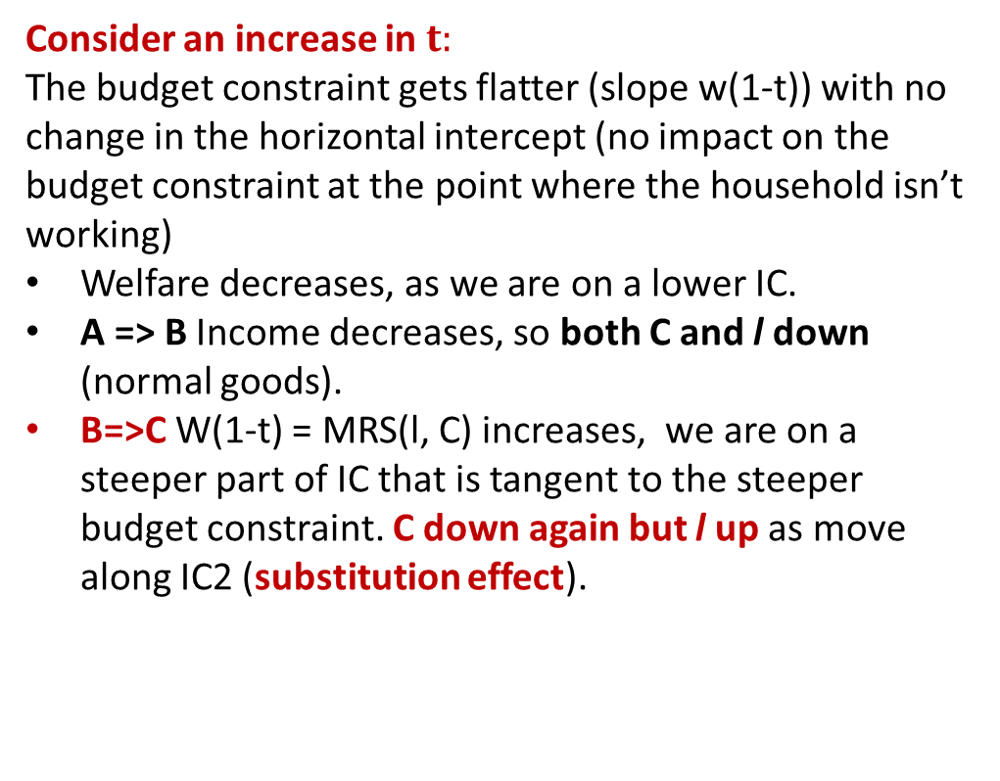 Consider an increase in t:
The budget constraint gets flatter (slope w(1-t)) with no
change in the horizontal intercept (no impact on the
budget constraint at the point where the household isn’t
working)
• Welfare decreases, as we are on a lower IC.
• A => B Income decreases, so both C and l down
(normal goods).
• B=>C W(1-t) = MRS(l, C) increases, we are on a
steeper part of IC that is tangent to the steeper
budget constraint. C down again but l up as move
along IC2 (substitution effect).